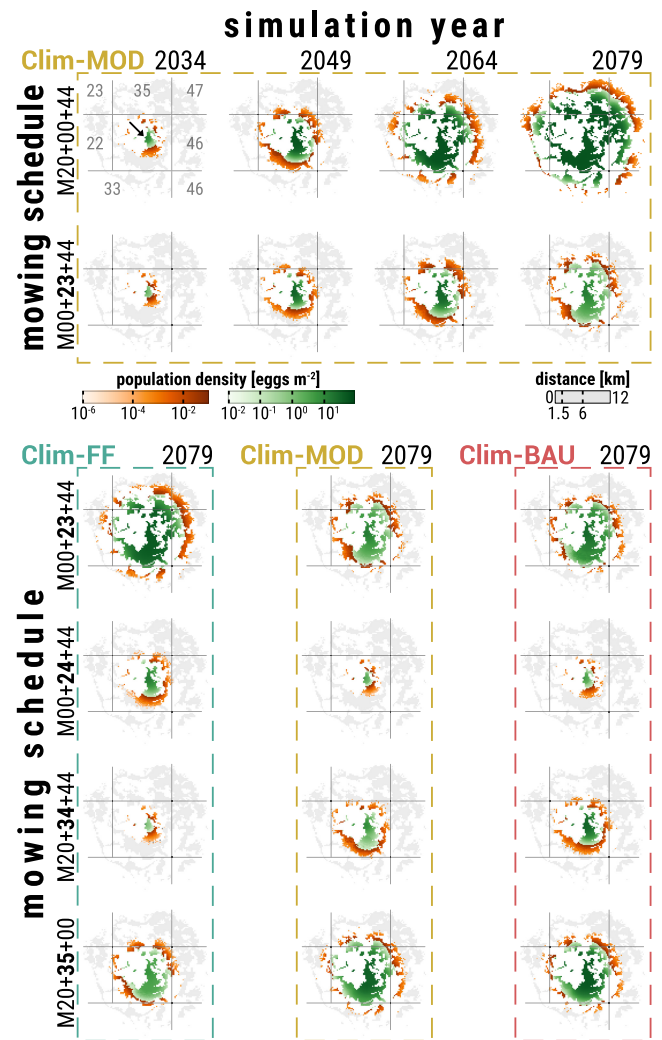 simulation year
Clim-MOD 2034 2049 2064 2079
mowing schedule
M20+00+44
23 35 47
22 46
33 46
M00+23+44
population density [eggs m-2]
10-6 10-4 10-2 10-2 10-1 100 101
distance [km]
0 12
1.5 6
Clim-FF 2079 Clim-MOD 2079 Clim-BAU 2079
mowing schedule
M00+23+44
M00+24+44
M20+34+44
M20+35+00